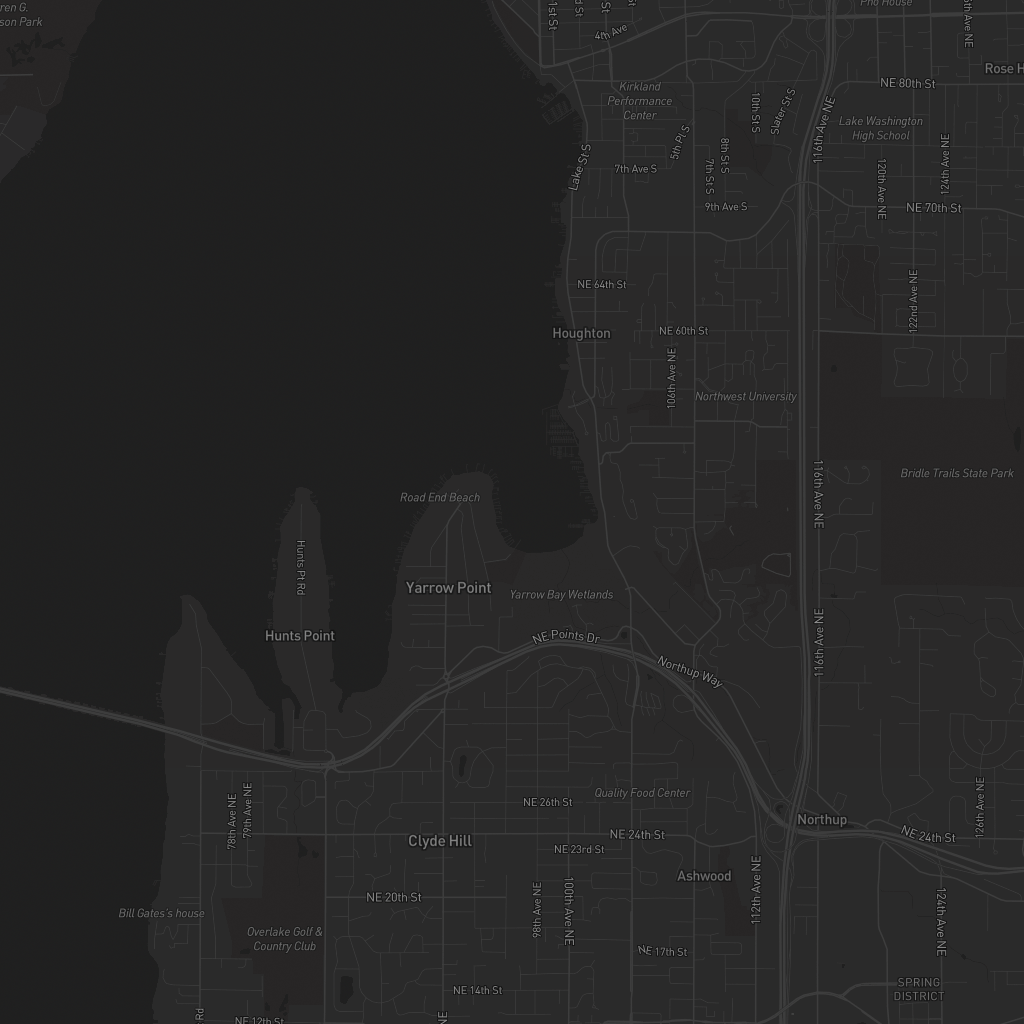 ren G.
son Park
1st St
4th Ave
Pho House
Rose H
NE 80th St
Kirkland
Performance
Center
10th St S
Slater St S
116th Ave NE
Lake Washington
High School
124th Ave NE
5th Pl S
8th St S
Lake St S
7th Ave S
7th St S
120th Ave NE
9th Ave S
NE 70th St
NE 64th St
122nd Ave NE
Houghton
NE 60th St
106th Ave NE
Northwest University
Bridle Trails State Park
116th Ave NE
Road End Beach
Hunts Pt Rd
Yarrow Point
Yarrow Bay Wetlands
Hunts Point
NE Points Dr
116th Ave NE
Northup Way
Quality Food Center
NE 26th St
78th Ave NE
79th Ave NE
126th Ave NE
Northup
NE 24th St
NE 24th St
Clyde Hill
NE 23rd St
Ashwood
112th Ave NE
NE 20th St
98th Ave NE
100th Ave NE
Bill Gates's house
124th Ave NE
Overlake Golf &
Country Club
NE 17th St
NE 14th St
SPRING
DISTRICT
Rd
NE
NE 12th St